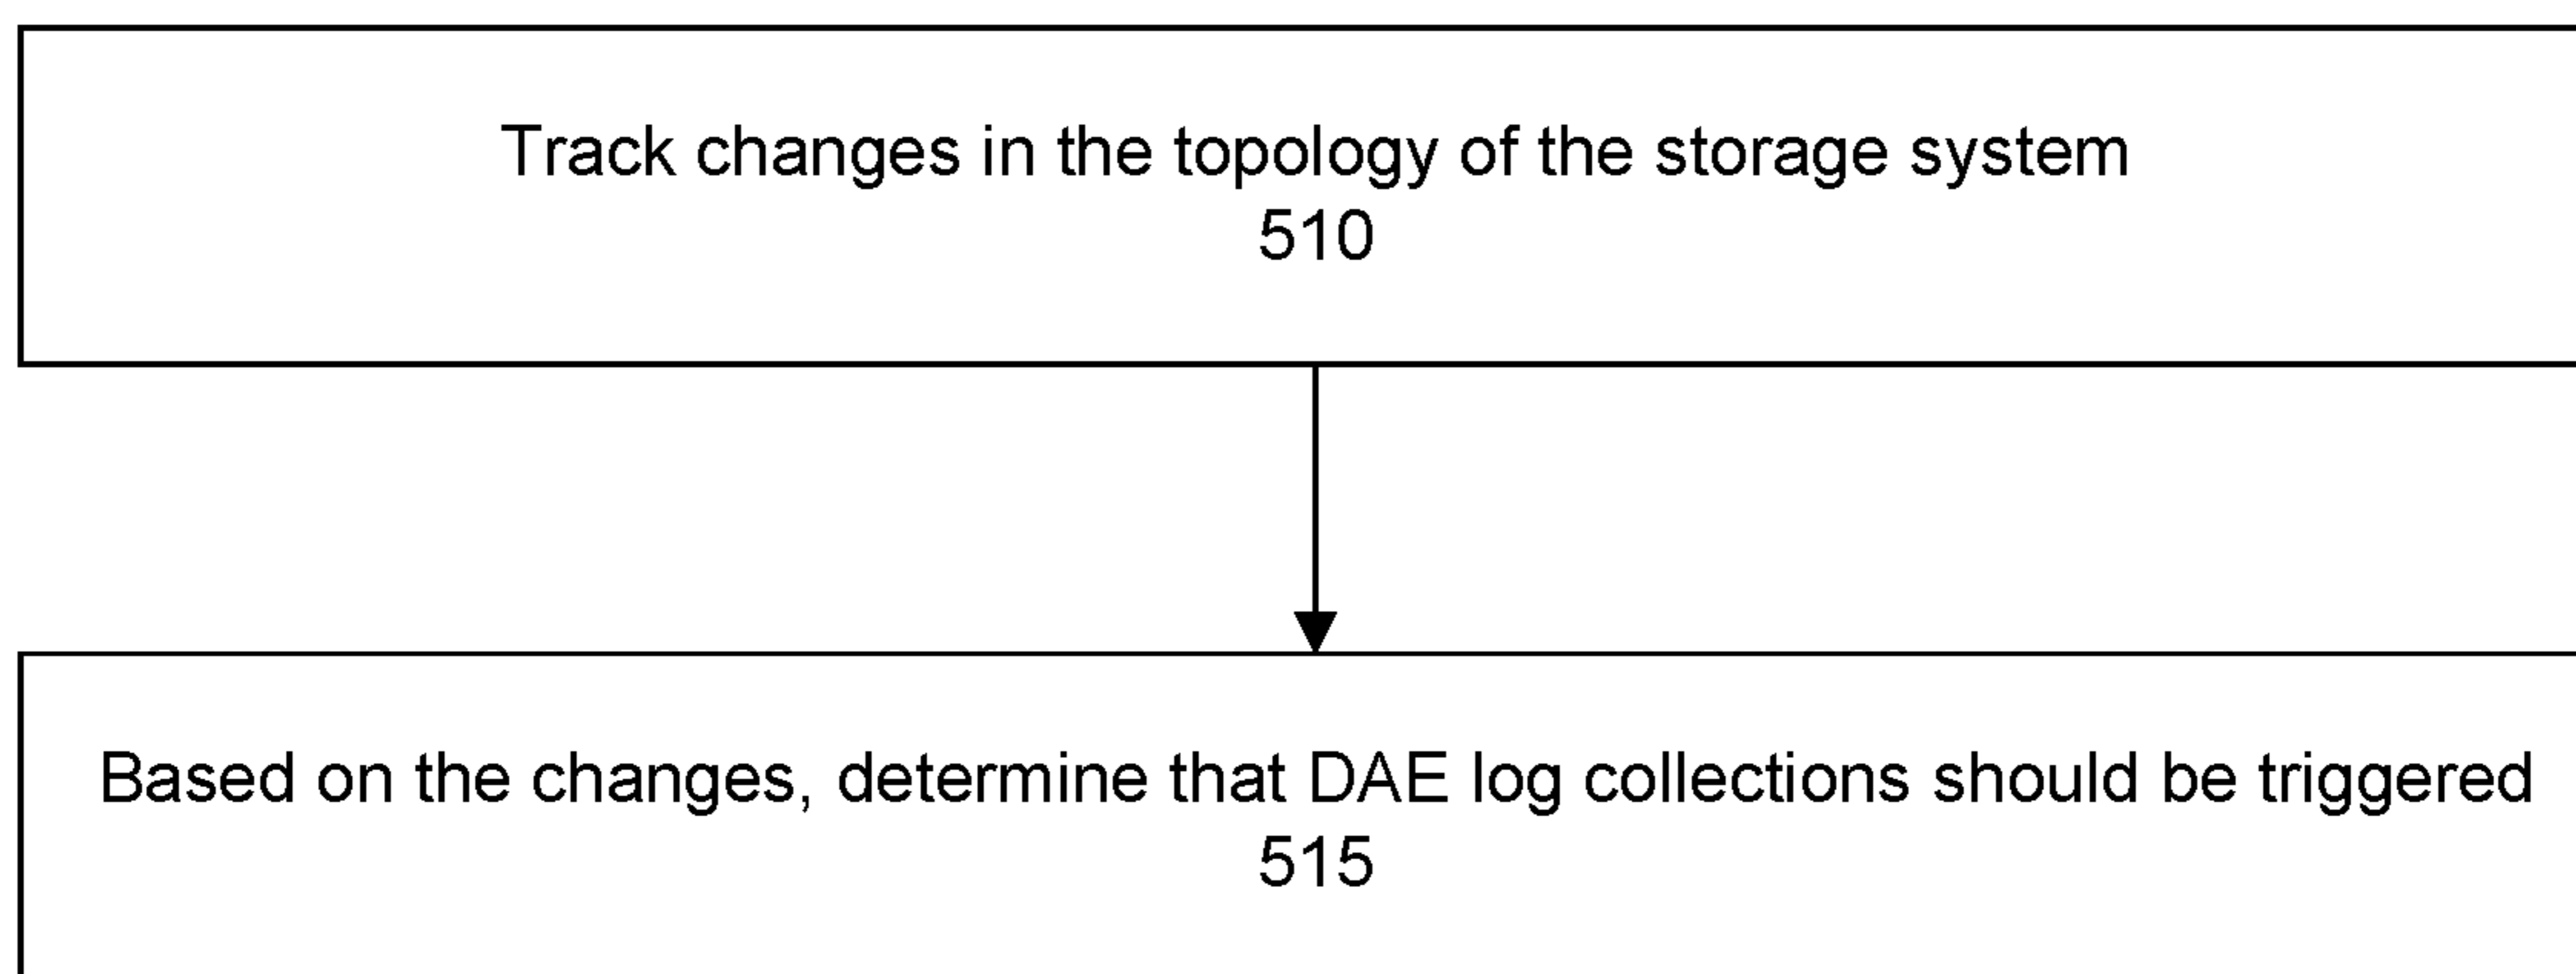 Track changes in the topology of the storage system
510
Based on the changes, determine that DAE log collections should be triggered
515